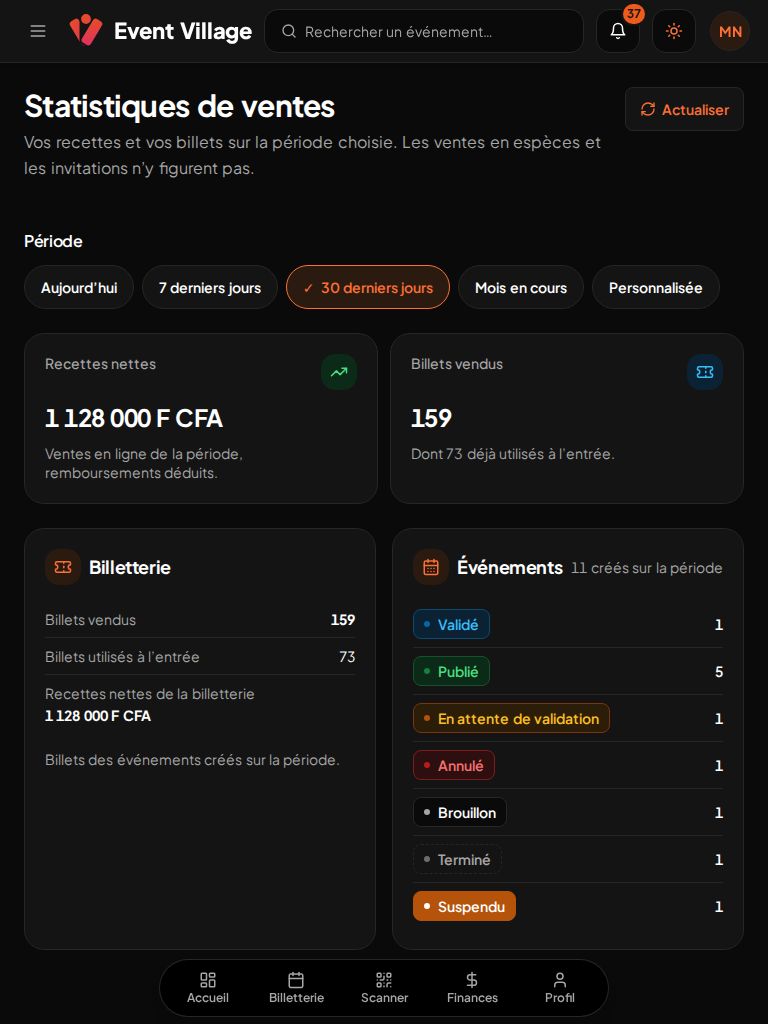 Event Village
Rechercher un événement...
37
MN
Statistiques de ventes
Actualiser
Vos recettes et vos billets sur la période choisie. Les ventes en espèces et
les invitations n'y figurent pas.
Période
Aujourd'hui
7 derniers jours
✓ 30 derniers jours
Mois en cours
Personnalisée
Recettes nettes
1 128 000 F CFA
Ventes en ligne de la période,
remboursements déduits.
Billets vendus
159
Dont 73 déjà utilisés à l'entrée.
Billetterie
Billets vendus 159
Billets utilisés à l'entrée 73
Recettes nettes de la billetterie
1 128 000 F CFA
Billets des événements créés sur la période.
Événements 11 créés sur la période
Validé 1
Publié 5
En attente de validation 1
Annulé 1
Brouillon 1
Terminé 1
Suspendu 1
Accueil
Billetterie
Scanner
Finances
Profil